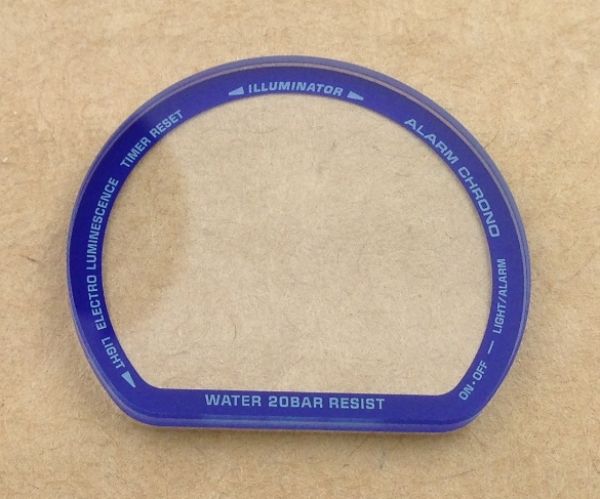 ◄ ILLUMINATOR ►
TIMER RESET
ALARM CHRONO
ELECTRO LUMINESCENCE
LIGHT ▼
LIGHT/ALARM
ON·OFF —
WATER 20BAR RESIST